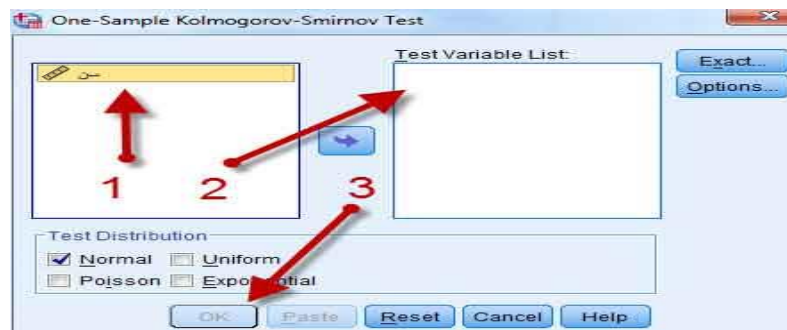 One-Sample Kolmogorov-Smirnov Test
Test Variable List:
سن
Exact...
Options...
1
2
3
Test Distribution
Normal
Uniform
Poisson
Exponential
OK
Paste
Reset
Cancel
Help